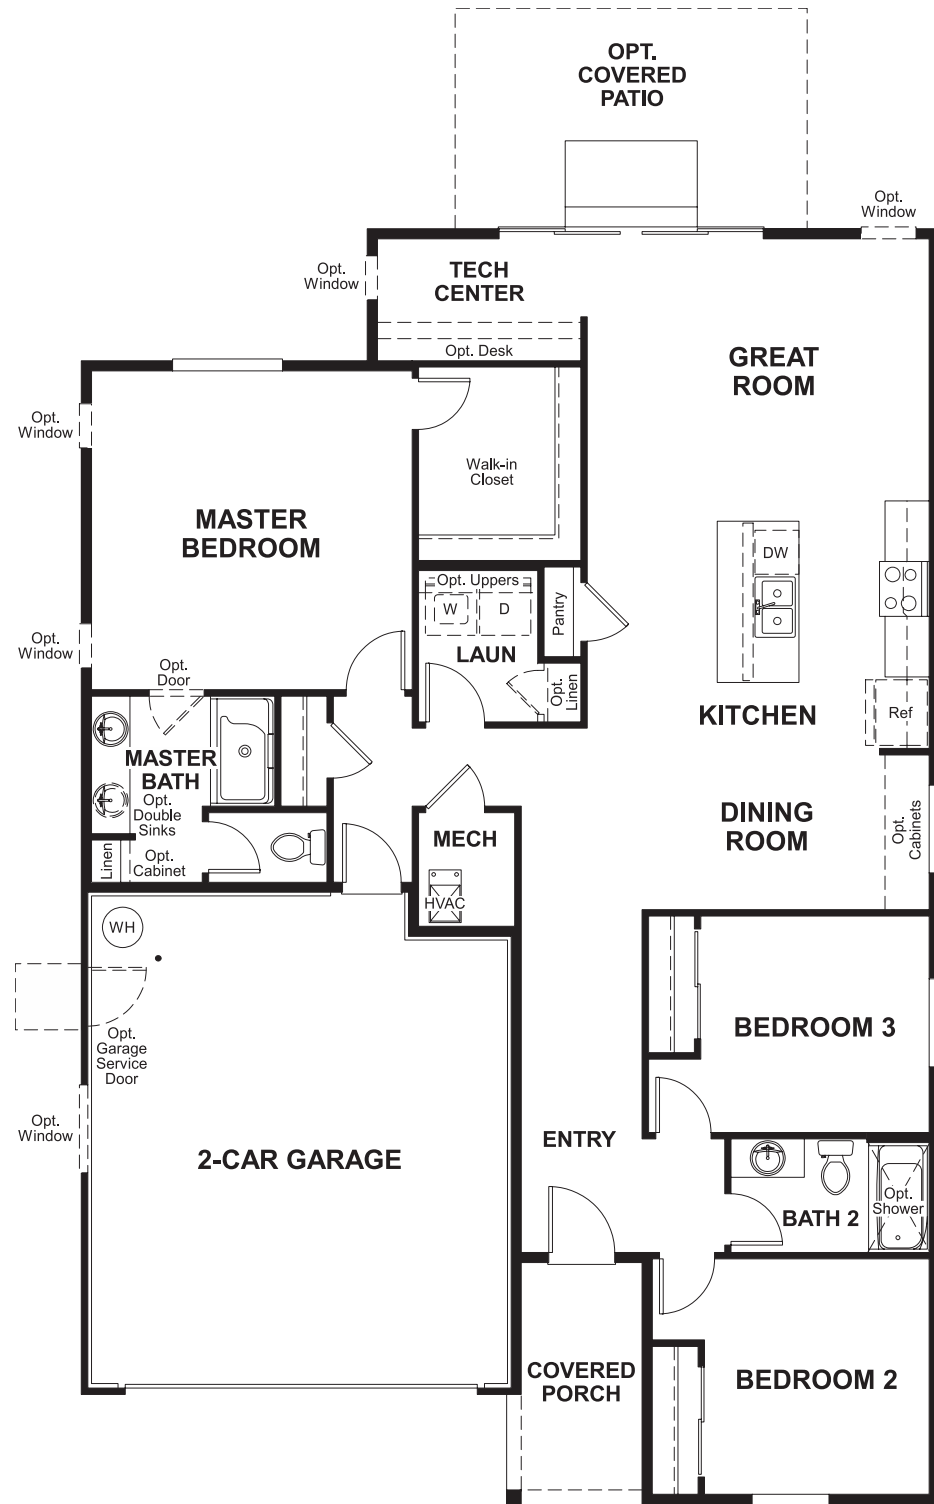 OPT.
COVERED
PATIO
Opt.
Window
Opt.
Window
TECH
CENTER
Opt. Desk
GREAT
ROOM
Opt.
Window
Walk-in
Closet
MASTER
BEDROOM
DW
Opt. Uppers
W
D
Pantry
LAUN
Opt.
Window
Opt.
Door
Opt.
Linen
KITCHEN
Ref
MASTER
BATH
Opt.
Double
Sinks
Linen
Opt.
Cabinet
MECH
HVAC
DINING
ROOM
Opt.
Cabinets
WH
BEDROOM 3
Opt.
Garage
Service
Door
Opt.
Window
2-CAR GARAGE
ENTRY
BATH 2
Opt.
Shower
COVERED
PORCH
BEDROOM 2